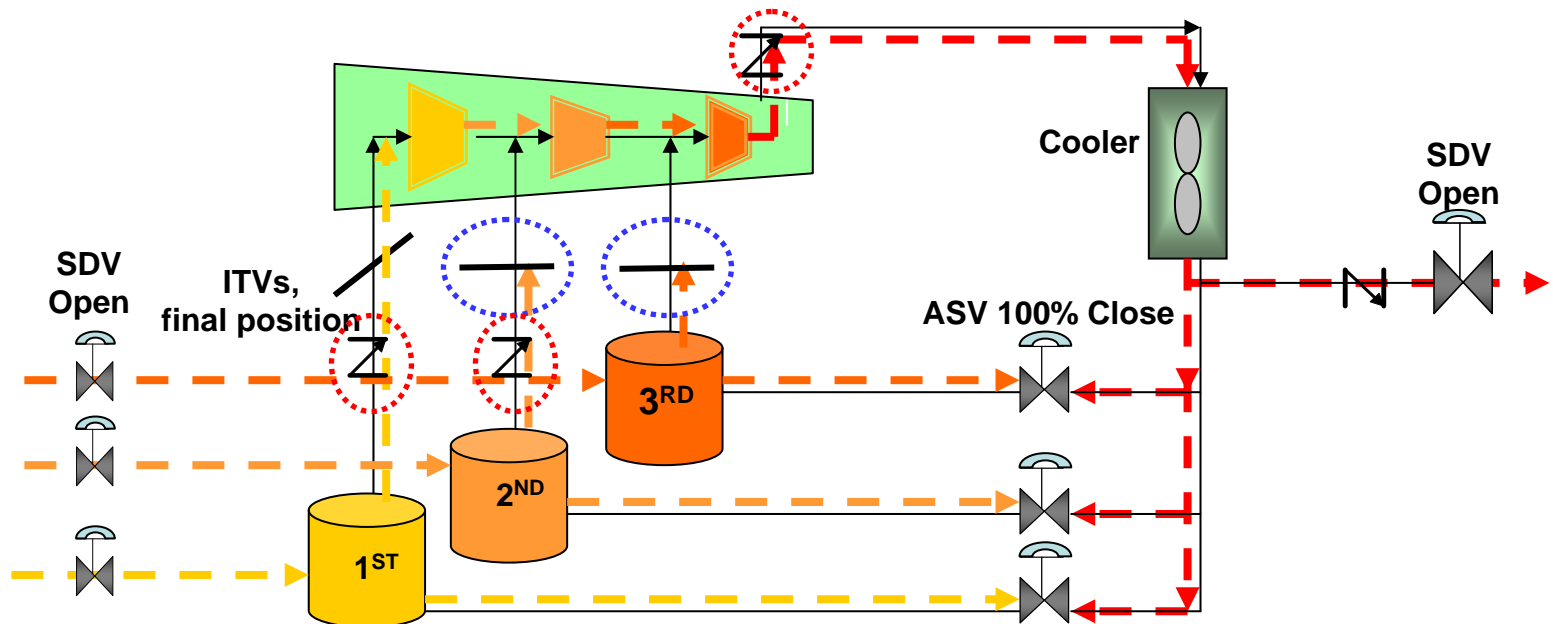 Cooler
SDV
Open
SDV
Open
ITVs,
final position
ASV 100% Close
3RD
2ND
1ST